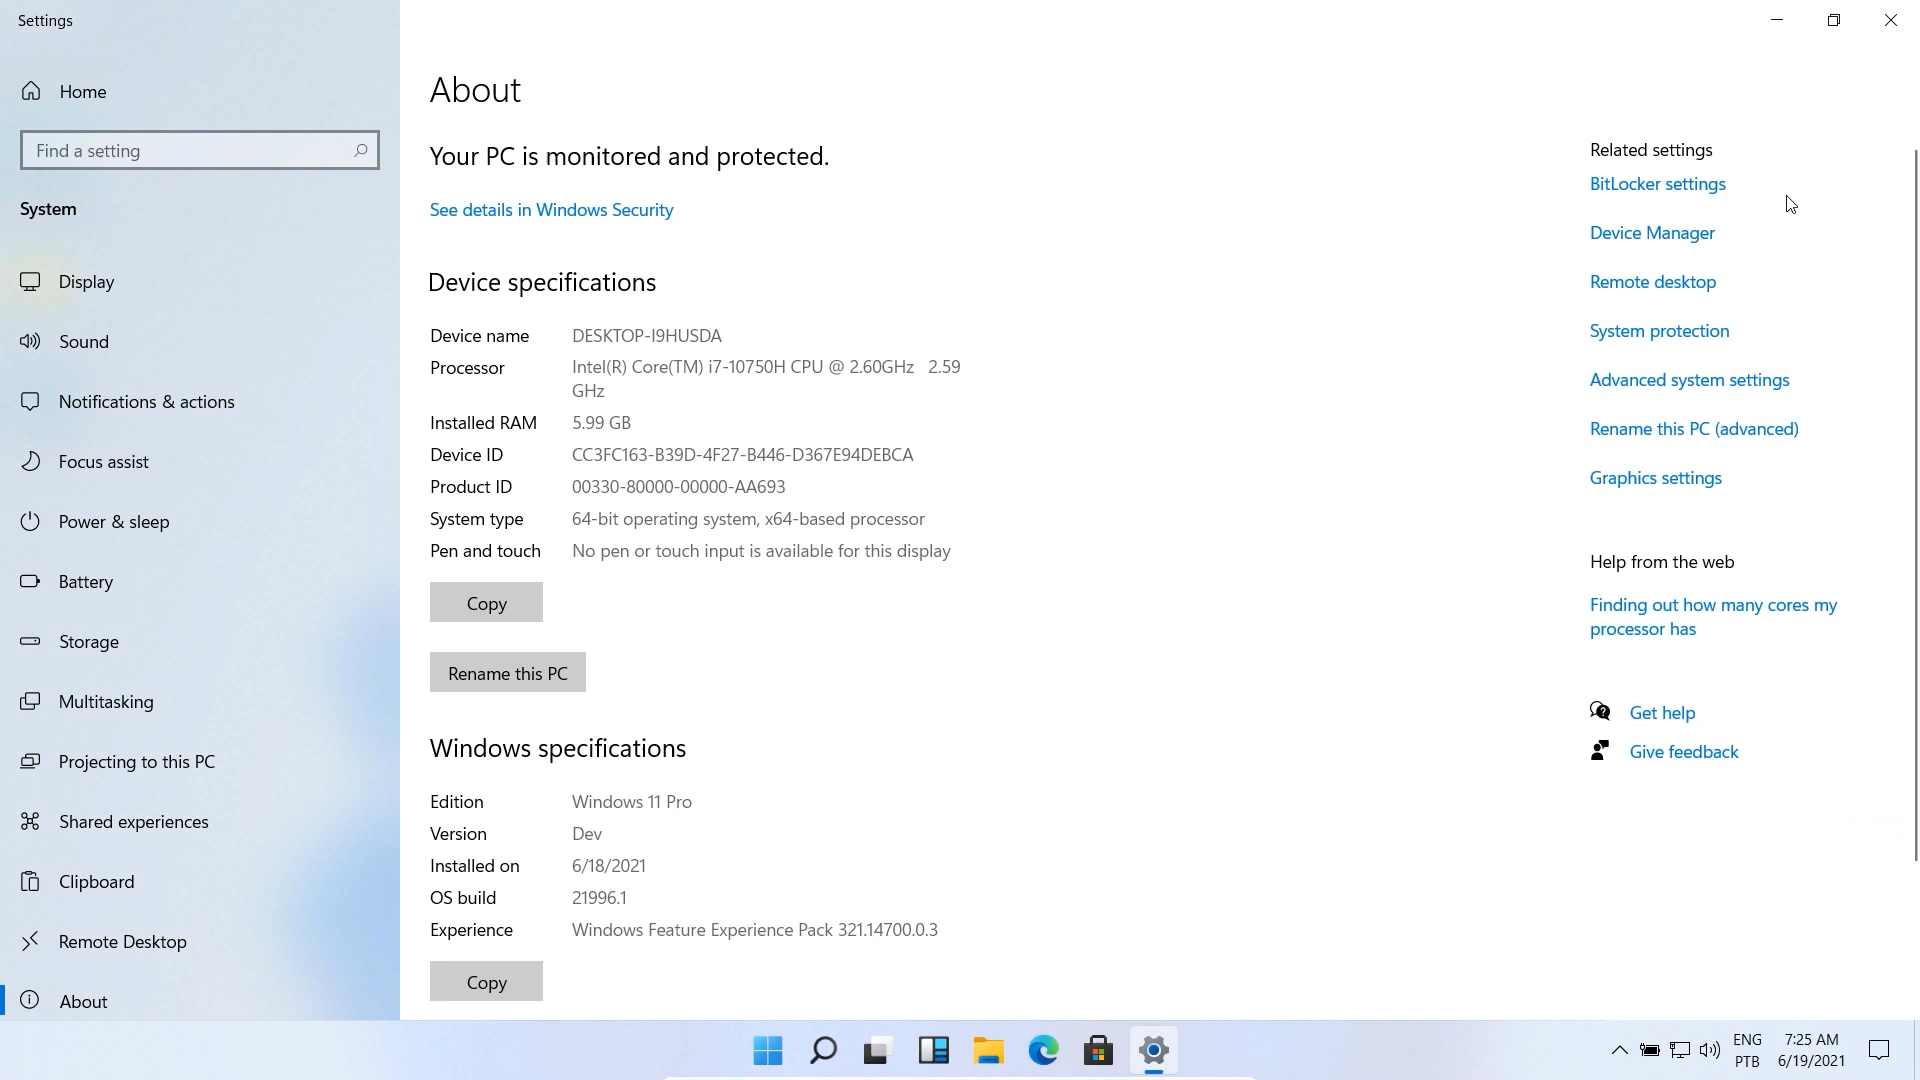 Settings
Home
Find a setting
System
Display
Sound
Notifications & actions
Focus assist
Power & sleep
Battery
Storage
Multitasking
Projecting to this PC
Shared experiences
Clipboard
Remote Desktop
About
About
Your PC is monitored and protected.
See details in Windows Security
Device specifications
Device name DESKTOP-I9HUSDA
Processor Intel(R) Core(TM) i7-10750H CPU @ 2.60GHz 2.59
GHz
Installed RAM 5.99 GB
Device ID CC3FC163-B39D-4F27-B446-D367E94DEBCA
Product ID 00330-80000-00000-AA693
System type 64-bit operating system, x64-based processor
Pen and touch No pen or touch input is available for this display
Copy
Rename this PC
Windows specifications
Edition Windows 11 Pro
Version Dev
Installed on 6/18/2021
OS build 21996.1
Experience Windows Feature Experience Pack 321.14700.0.3
Copy
Related settings
BitLocker settings
Device Manager
Remote desktop
System protection
Advanced system settings
Rename this PC (advanced)
Graphics settings
Help from the web
Finding out how many cores my
processor has
Get help
Give feedback
ENG 7:25 AM
PTB 6/19/2021